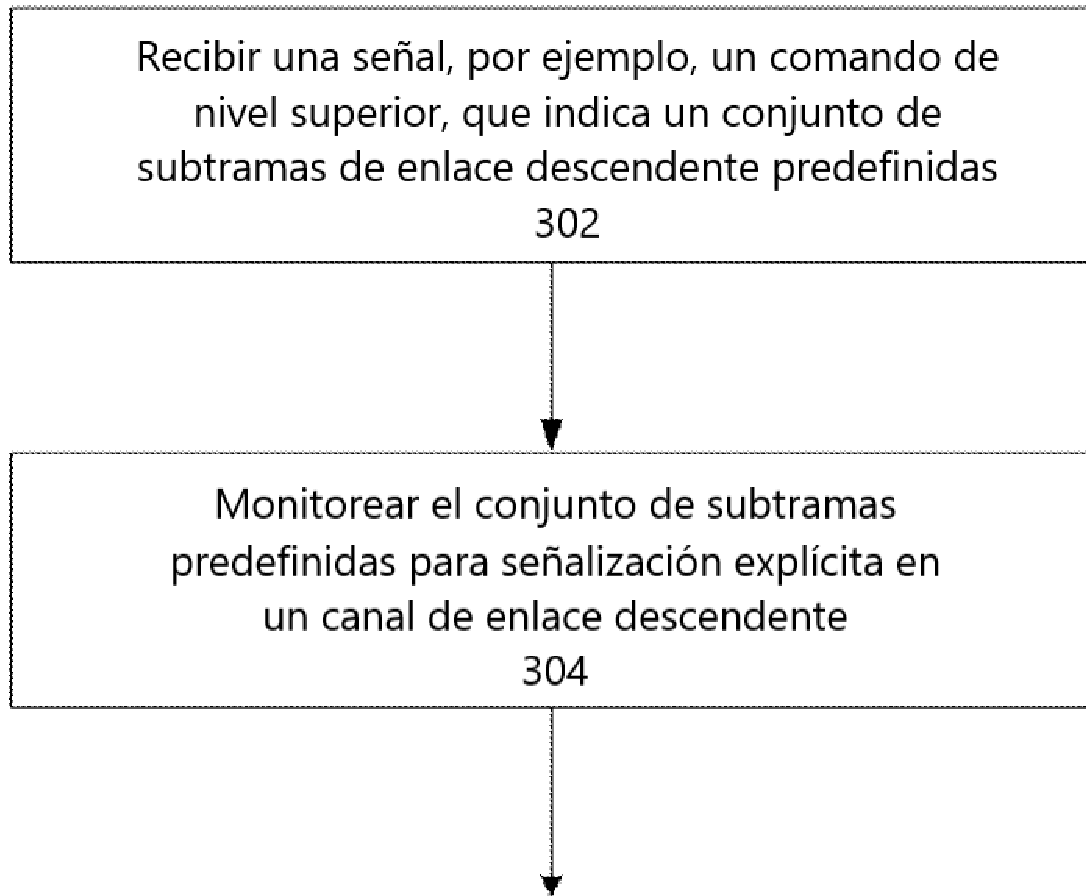 Recibir una señal, por ejemplo, un comando de
nivel superior, que indica un conjunto de
subtramas de enlace descendente predefinidas
302
Monitorear el conjunto de subtramas
predefinidas para señalización explícita en
un canal de enlace descendente
304